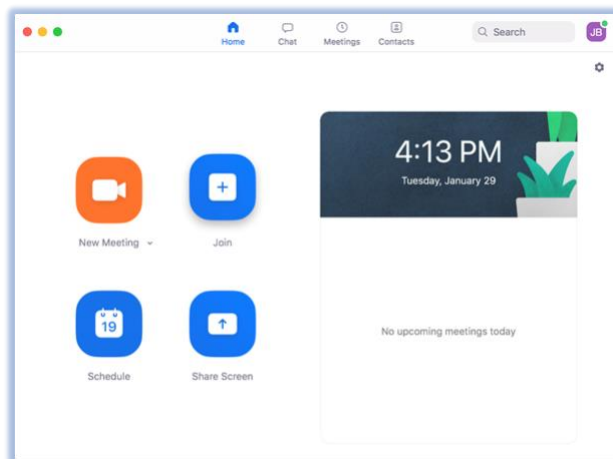 Home Chat Meetings Contacts
Search
JB
4:13 PM
Tuesday, January 29
New Meeting
Join
19
Schedule
Share Screen
No upcoming meetings today